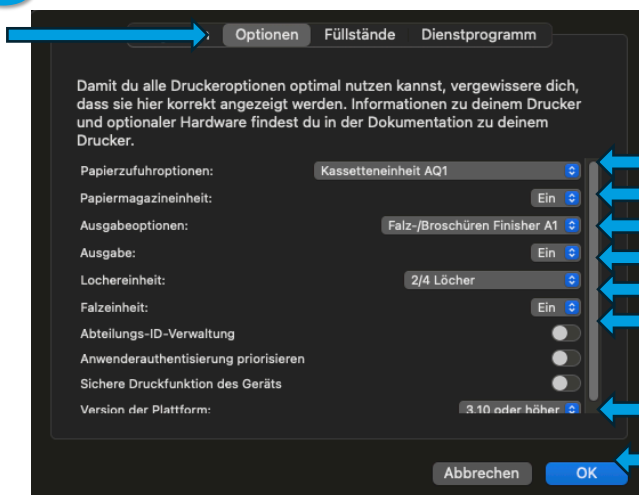 Optionen Füllstände Dienstprogramm
Damit du alle Druckeroptionen optimal nutzen kannst, vergewissere dich,
dass sie hier korrekt angezeigt werden. Informationen zu deinem Drucker
und optionaler Hardware findest du in der Dokumentation zu deinem
Drucker.
Papierzufuhroptionen: Kassetteneinheit AQ1
Papiermagazineinheit: Ein
Ausgabeoptionen: Falz-/Broschüren Finisher A1
Ausgabe: Ein
Lochereinheit: 2/4 Löcher
Falzeinheit: Ein
Abteilungs-ID-Verwaltung
Anwenderauthentisierung priorisieren
Sichere Druckfunktion des Geräts
Version der Plattform: 3.10 oder höher
Abbrechen OK